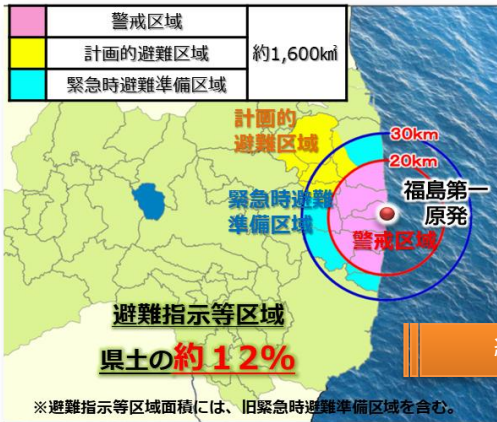 警戒区域
計画的避難区域
緊急時避難準備区域
約1,600㎢
計画的
避難区域
30km
20km
福島第一
原発
緊急時避難
準備区域
警戒区域
避難指示等区域
県土の約12%
※避難指示等区域面積には、旧緊急時避難準備区域を含む。